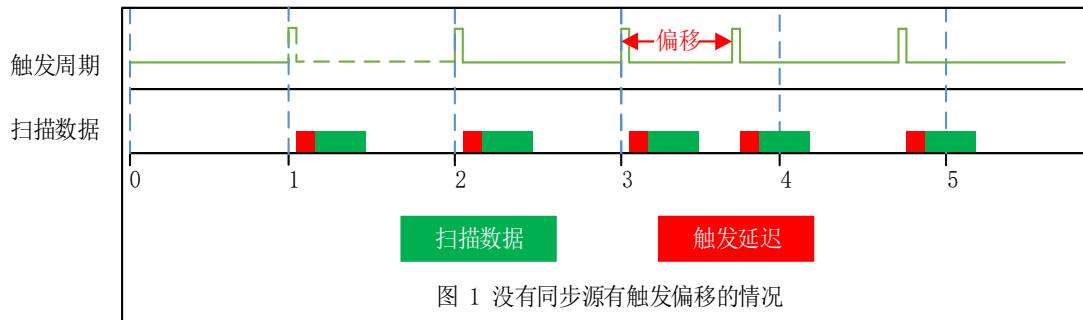 偏移
触发周期
扫描数据
0 1 2 3 4 5
扫描数据 触发延迟
图 1 没有同步源有触发偏移的情况